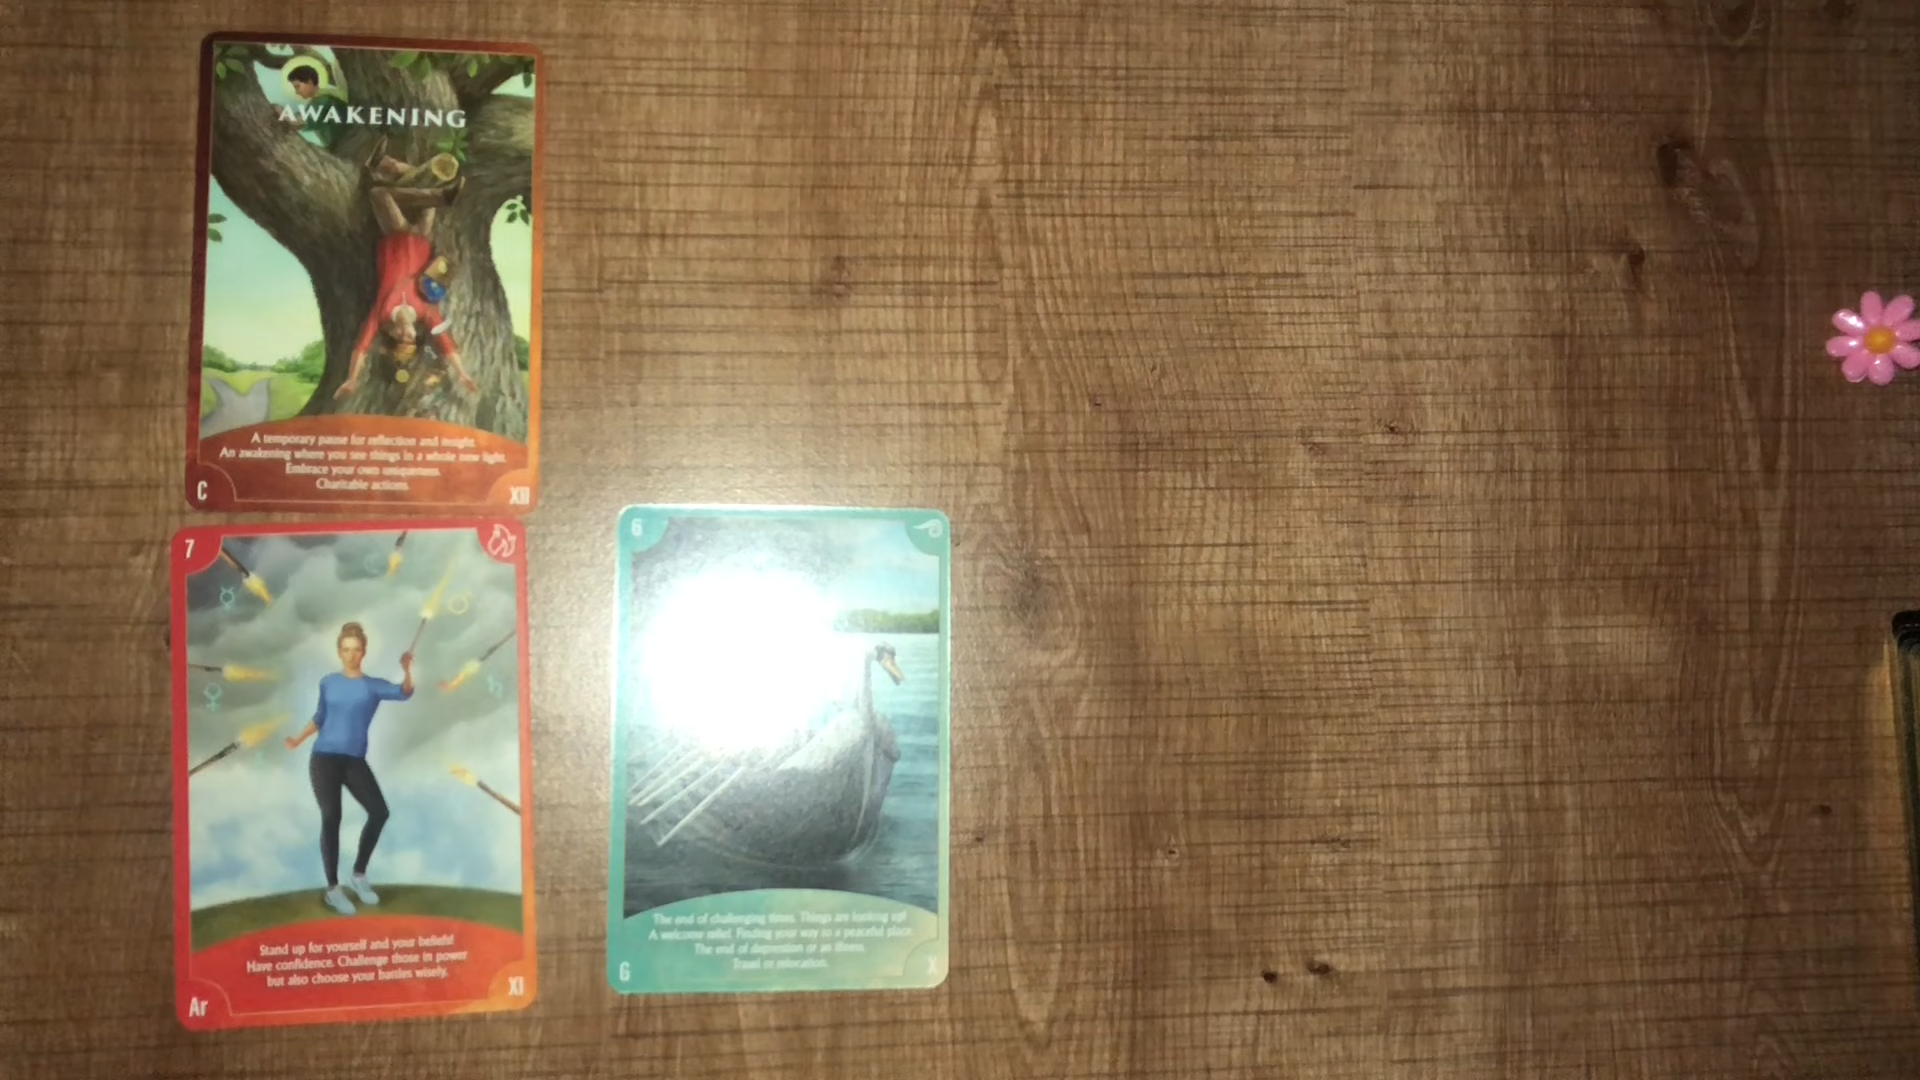 AWAKENING
A temporary pause for reflection and insight.
An awakening where you see things in a whole new light.
Embrace your own uniqueness.
Charitable actions.
C
XII
7
Stand up for yourself and your beliefs!
Have confidence. Challenge those in power
but also choose your battles wisely.
Ar
XI
6
The end of challenging times. Things are looking up!
A welcome relief. Finding your way to a peaceful place.
The end of depression or an illness.
Travel or relocation.
G
X